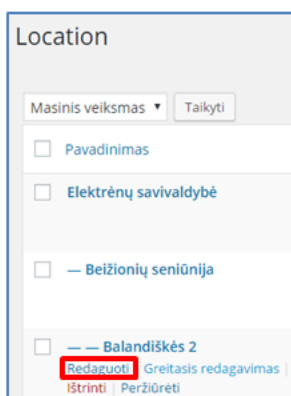 Location
Masinis veiksmas ▼ Taikyti
Pavadinimas
Elektrėnų savivaldybė
— Beižionių seniūnija
— — Balandiškės 2
Redaguoti | Greitasis redagavimas |
Ištrinti | Peržiūrėti